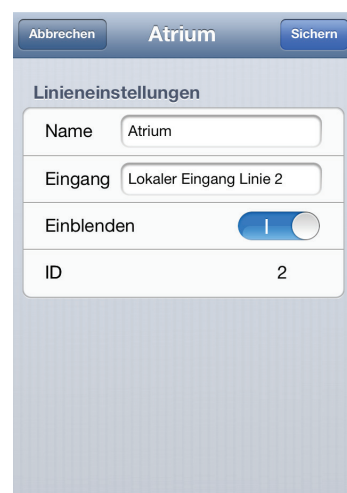 Abbrechen Atrium Sichern
Linieneinstellungen
Name Atrium
Eingang Lokaler Eingang Linie 2
Einblenden
ID 2